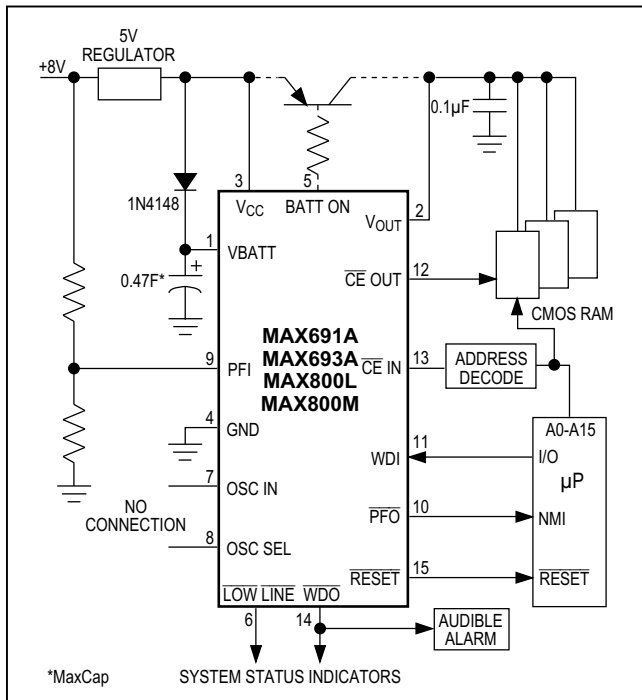 5V
REGULATOR
+8V
0.1µF
3
5
1N4148
VCC
BATT ON
VOUT
2
1
VBATT
0.47F*
+
CE OUT
12
CMOS RAM
MAX691A
MAX693A
MAX800L
MAX800M
9
PFI
CE IN
13
ADDRESS
DECODE
4
GND
A0-A15
11
I/O
WDI
µP
7
OSC IN
NO
CONNECTION
PFO
10
NMI
8
OSC SEL
RESET
15
RESET
LOW LINE
WDO
6
14
AUDIBLE
ALARM
*MaxCap
SYSTEM STATUS INDICATORS